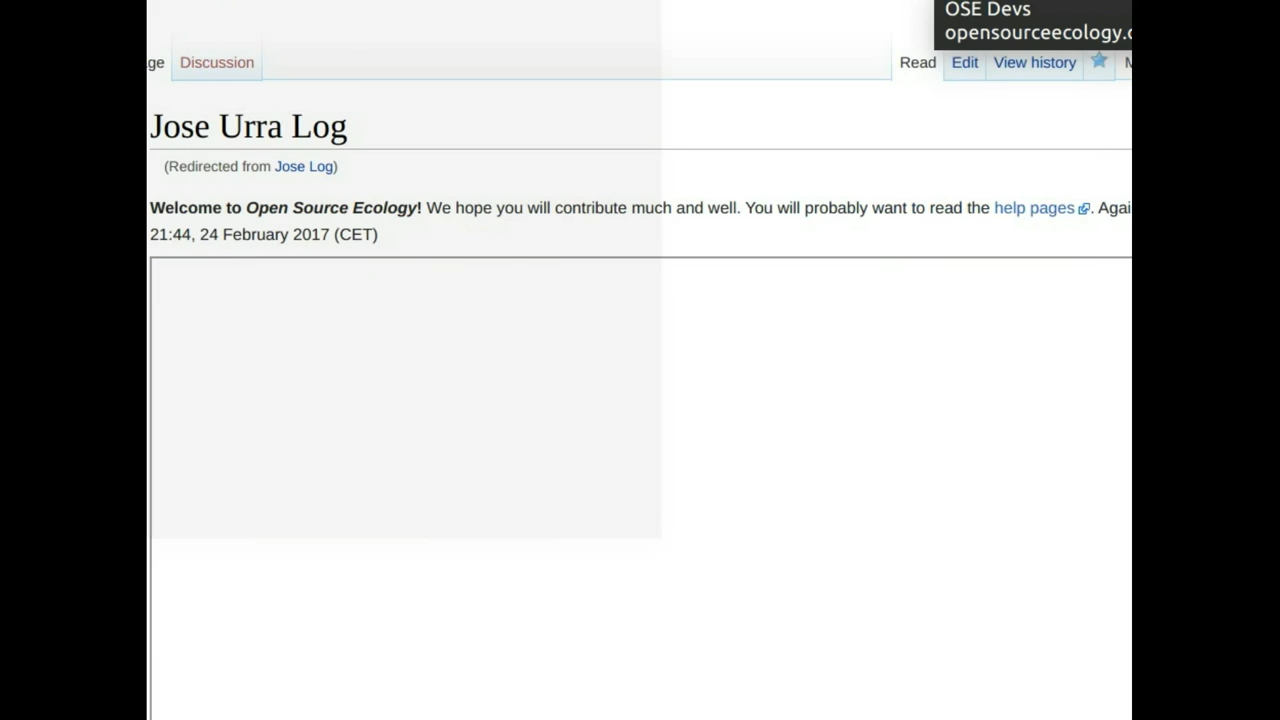 OSE Devs
opensourceecology.
ge Discussion Read Edit View history
Jose Urra Log
(Redirected from Jose Log)
Welcome to Open Source Ecology! We hope you will contribute much and well. You will probably want to read the help pages. Agai
21:44, 24 February 2017 (CET)